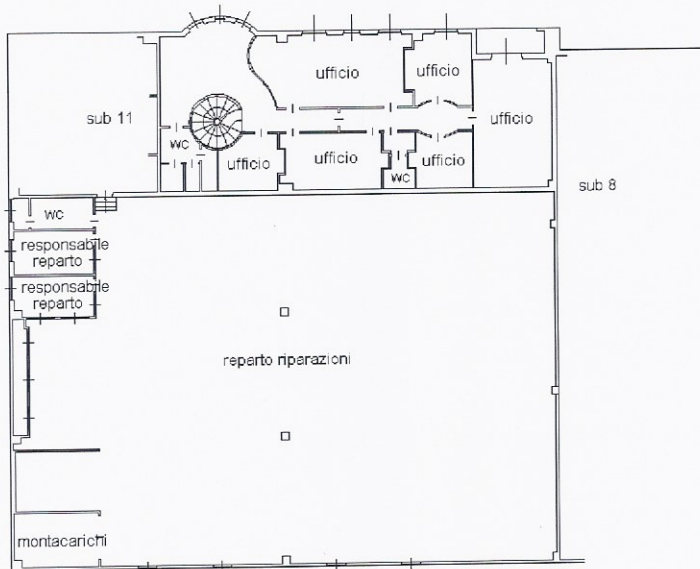 ufficio
ufficio
sub 11
ufficio
wc
ufficio
ufficio
ufficio
wc
sub 8
wc
responsabile
reparto
responsabile
reparto
reparto riparazioni
montacarichi